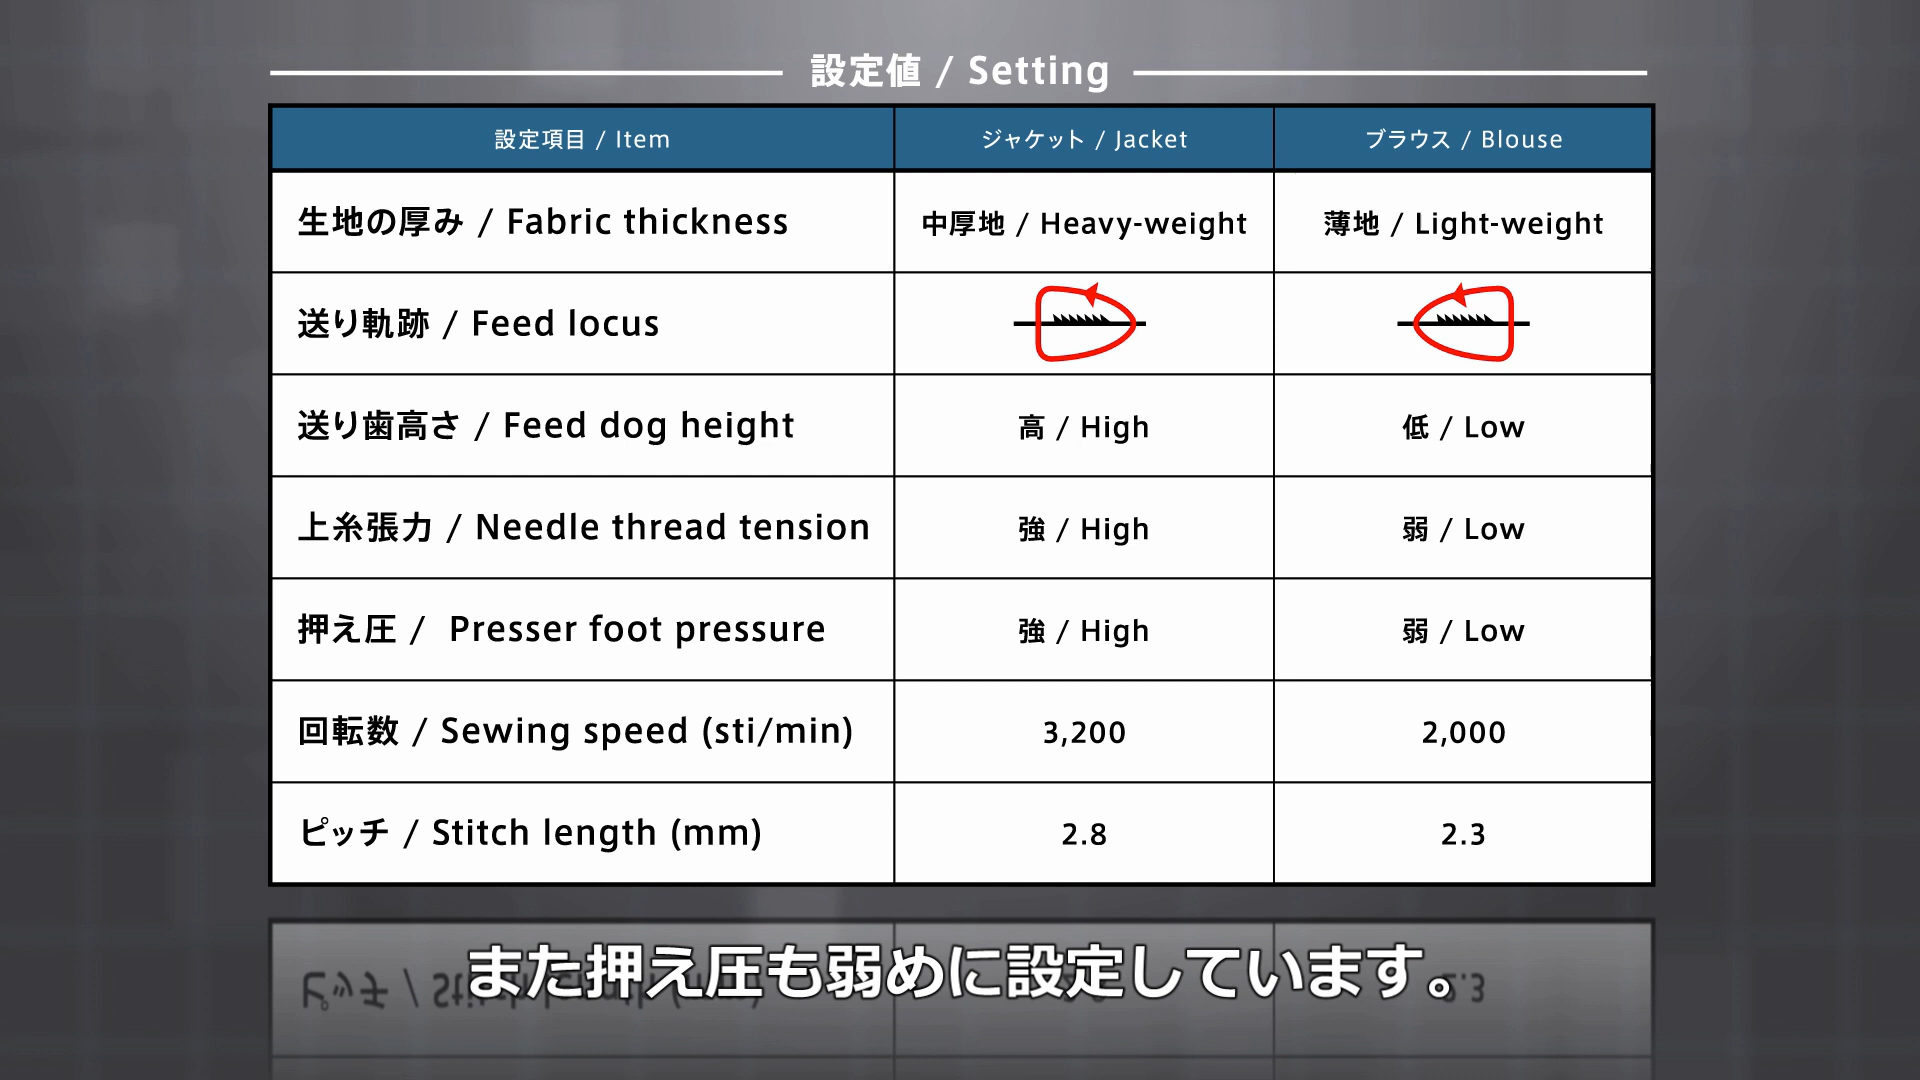 設定値 / Setting
設定項目 / Item ジャケット / Jacket ブラウス / Blouse
生地の厚み / Fabric thickness 中厚地 / Heavy-weight 薄地 / Light-weight
送り軌跡 / Feed locus
送り歯高さ / Feed dog height 高 / High 低 / Low
上糸張力 / Needle thread tension 強 / High 弱 / Low
押え圧 / Presser foot pressure 強 / High 弱 / Low
回転数 / Sewing speed (sti/min) 3,200 2,000
ピッチ / Stitch length (mm) 2.8 2.3
また押え圧も弱めに設定しています。